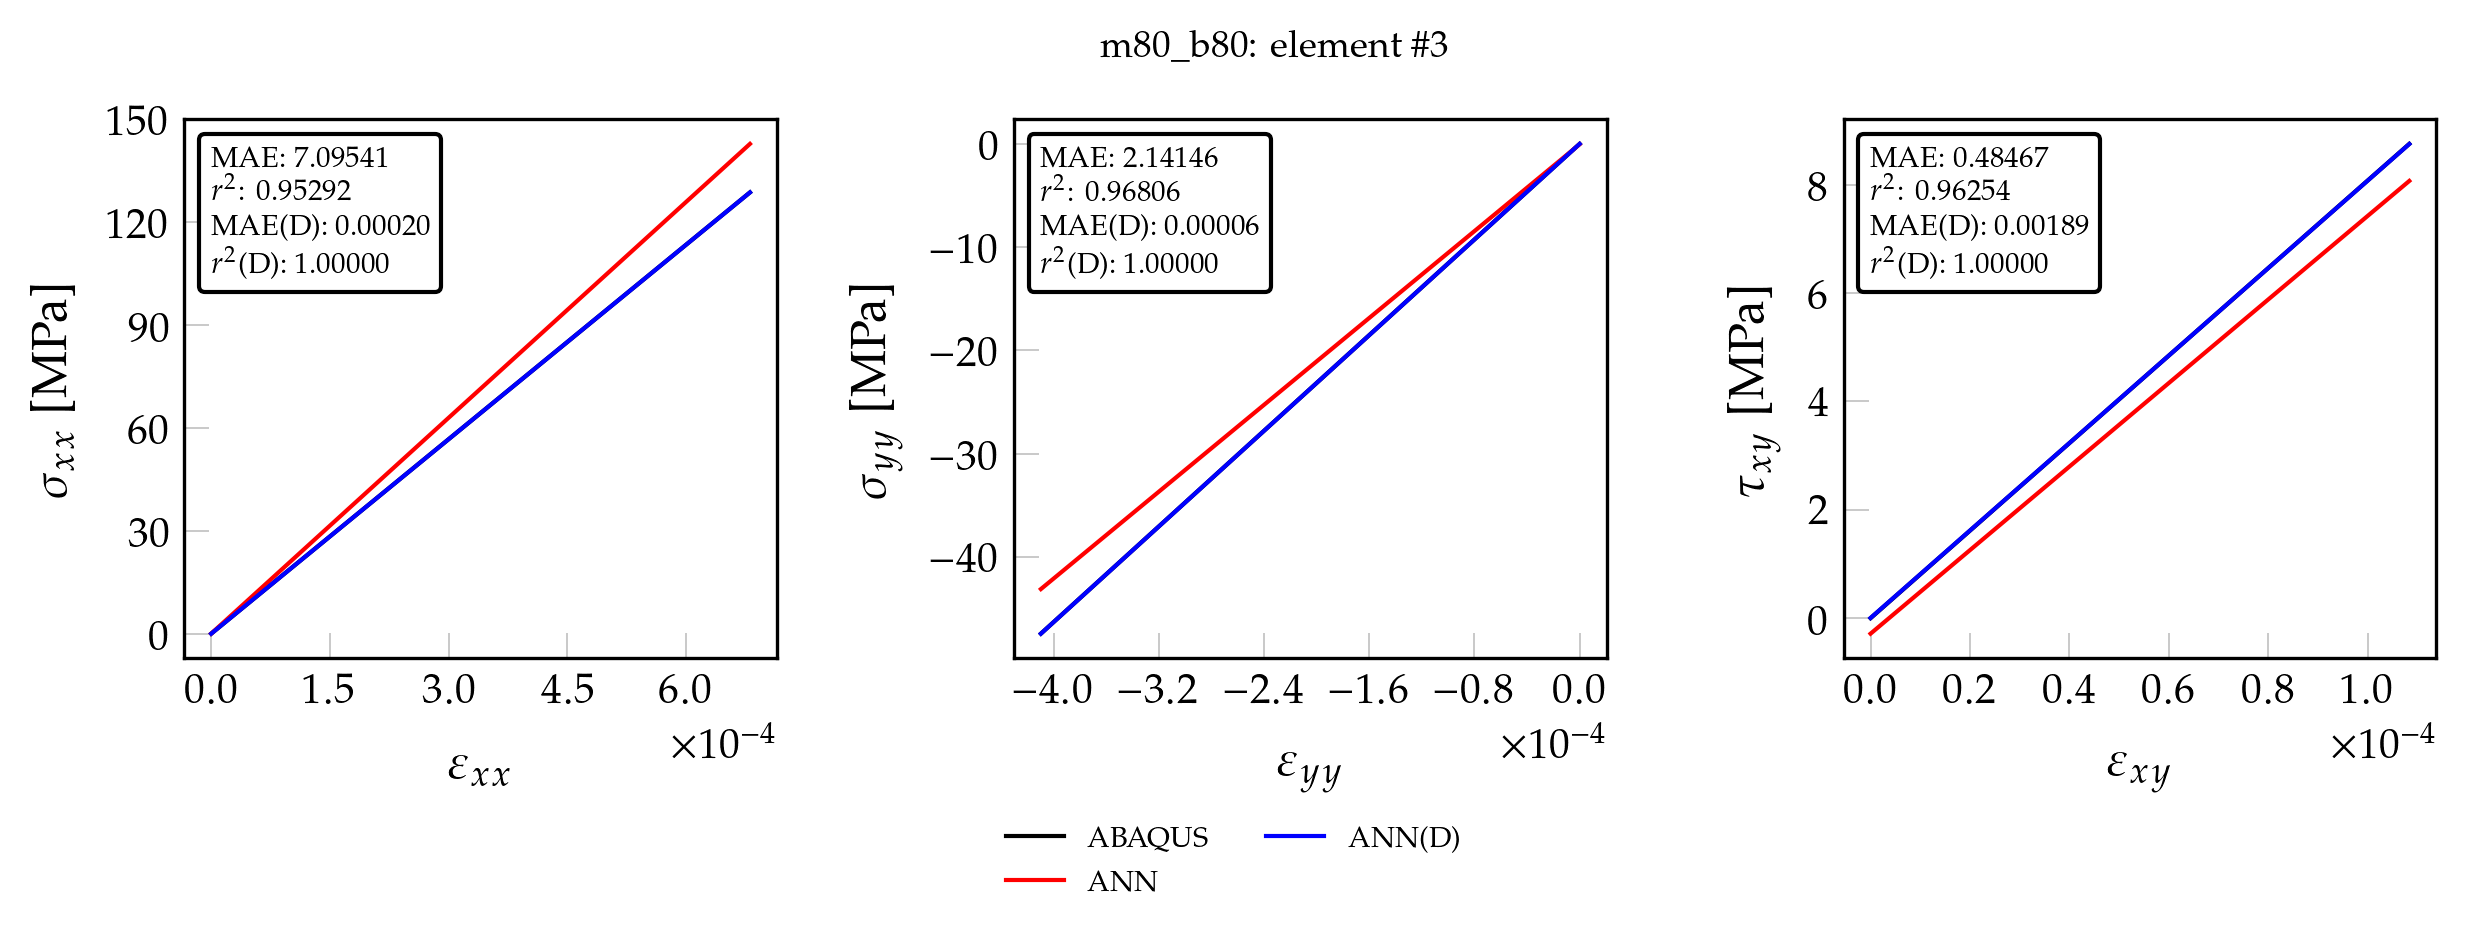 m80_b80: element #3
150
120
90
60
30
0
σxx [MPa]
MAE: 7.09541
r²: 0.95292
MAE(D): 0.00020
r²(D): 1.00000
0.0 1.5 3.0 4.5 6.0
×10⁻⁴
εxx
0
−10
−20
−30
−40
σyy [MPa]
MAE: 2.14146
r²: 0.96806
MAE(D): 0.00006
r²(D): 1.00000
−4.0 −3.2 −2.4 −1.6 −0.8 0.0
×10⁻⁴
εyy
8
6
4
2
0
τxy [MPa]
MAE: 0.48467
r²: 0.96254
MAE(D): 0.00189
r²(D): 1.00000
0.0 0.2 0.4 0.6 0.8 1.0
×10⁻⁴
εxy
ABAQUS
ANN
ANN(D)